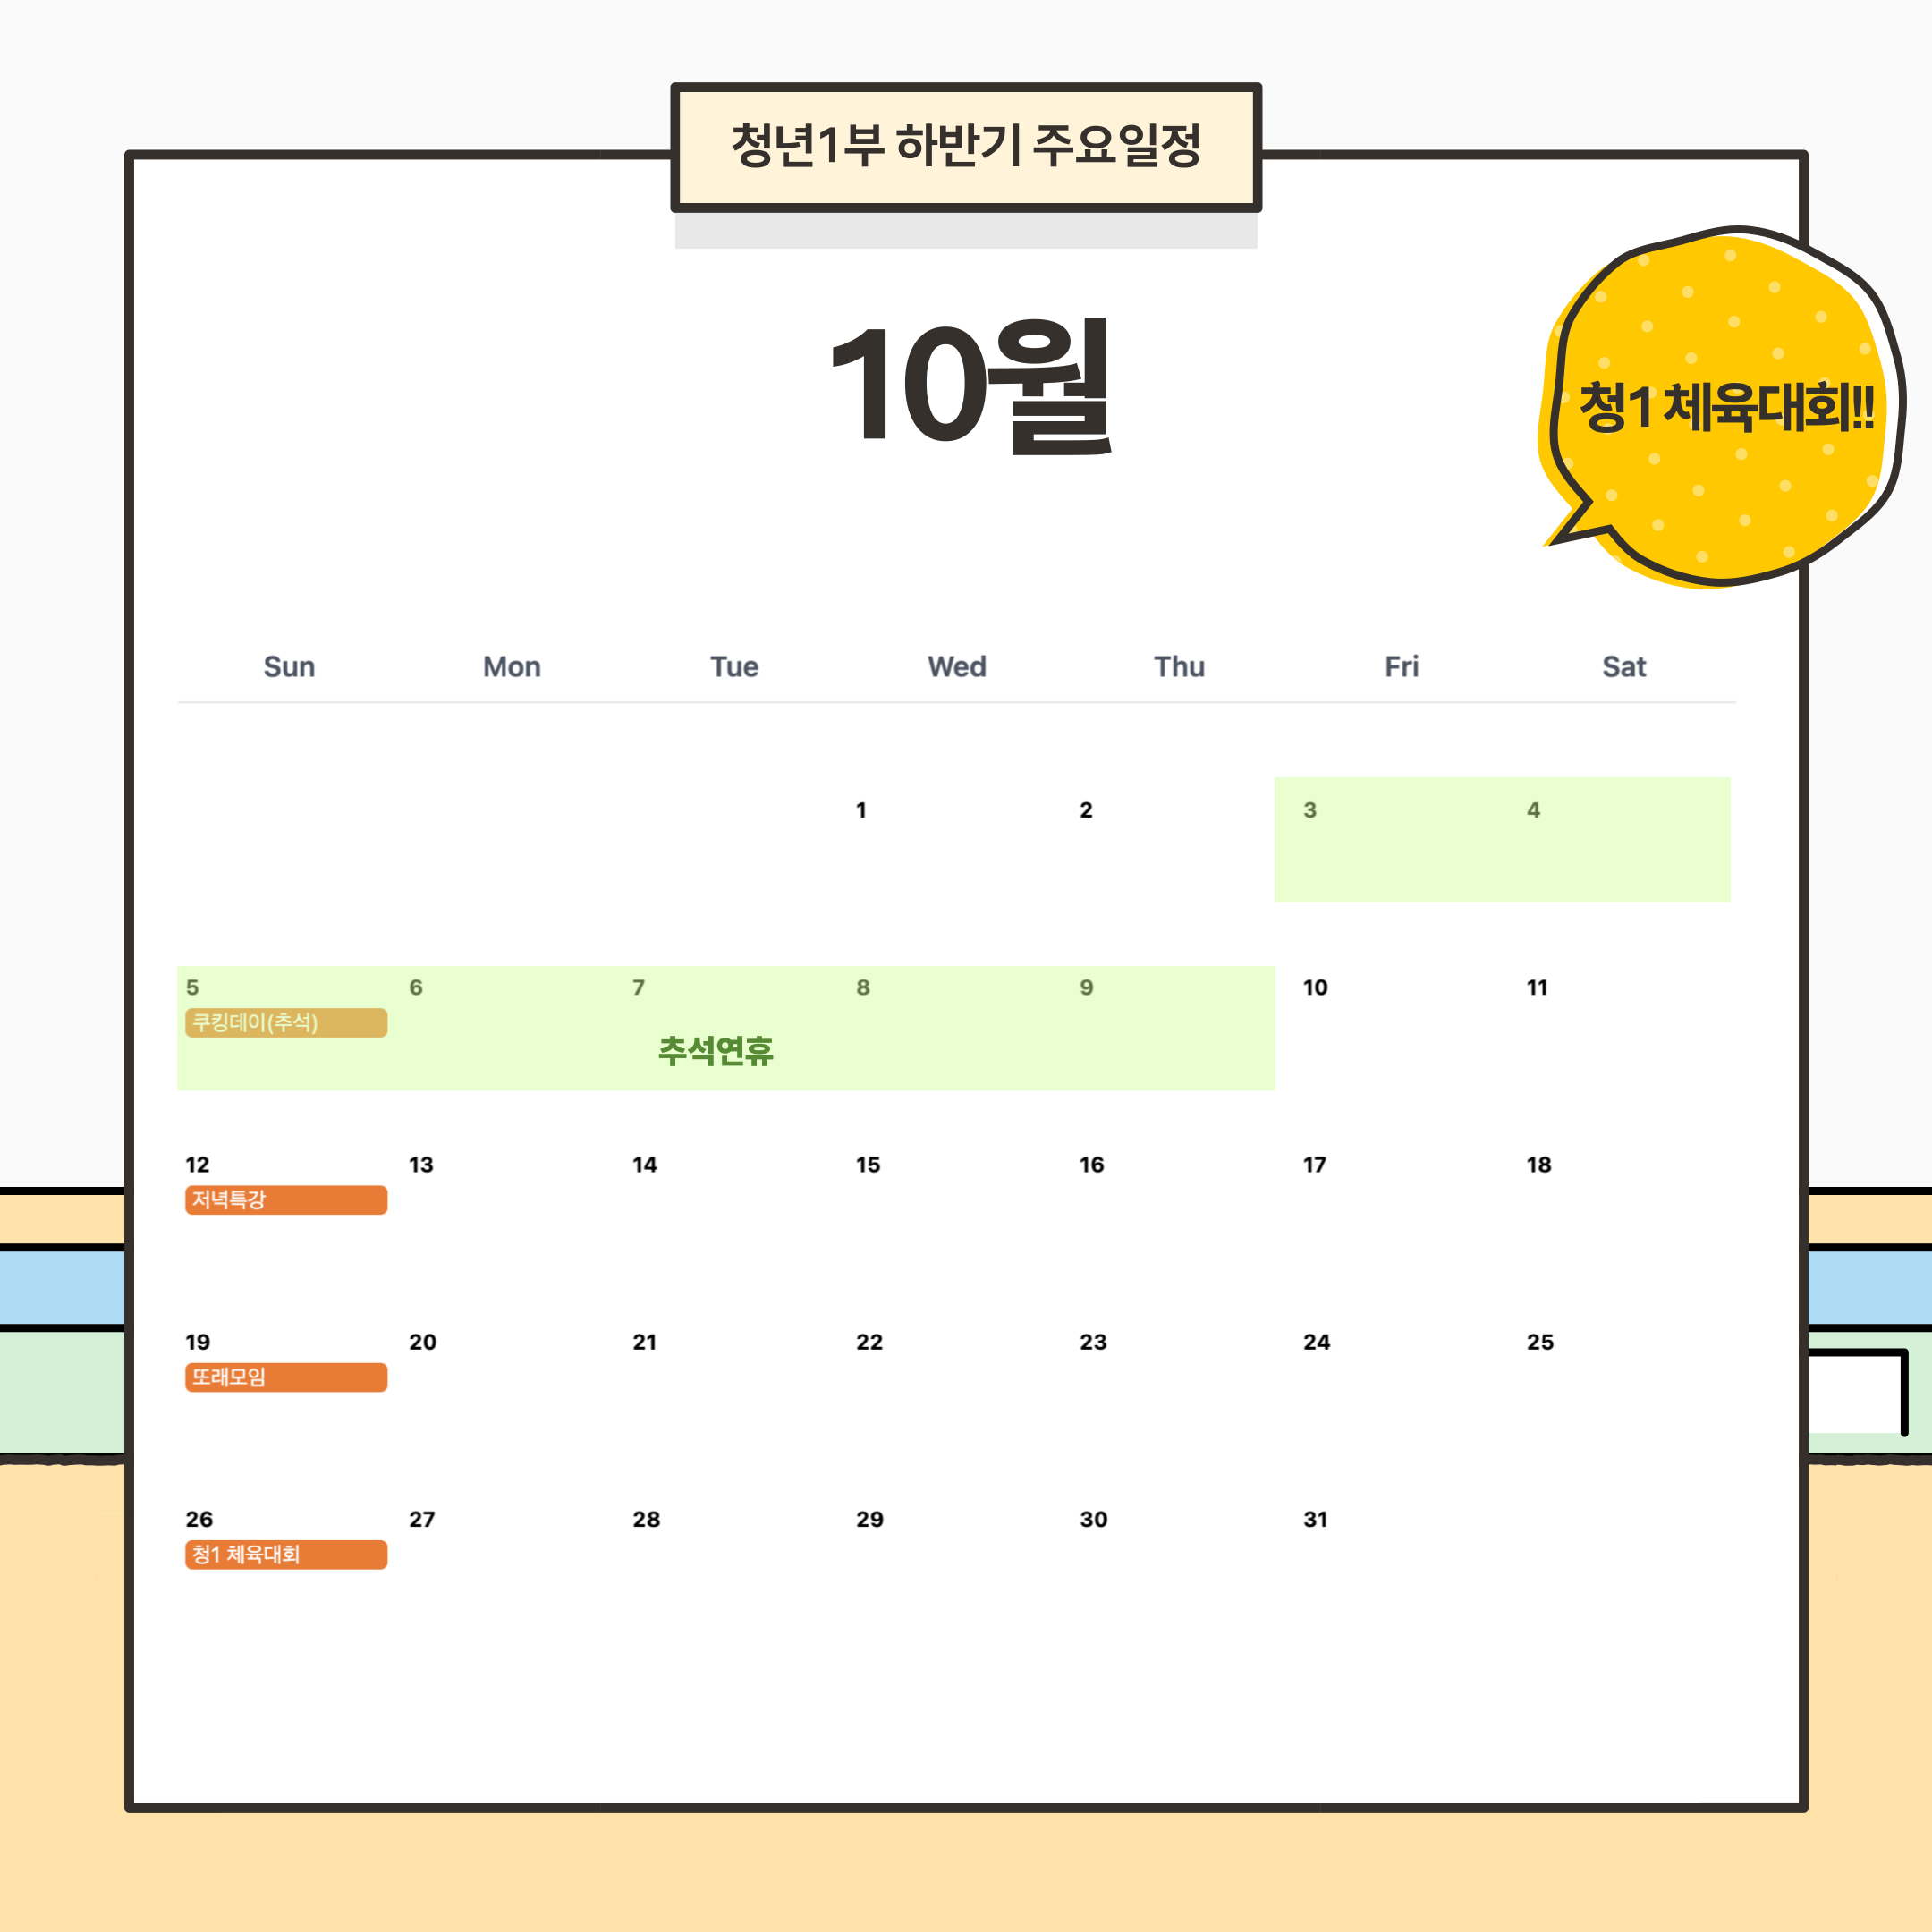 청년1부 하반기 주요일정
10월
청1 체육대회!!
Sun Mon Tue Wed Thu Fri Sat
1 2 3 4
5 6 7 8 9 10 11
쿠킹데이(추석)
추석연휴
12 13 14 15 16 17 18
저녁특강
19 20 21 22 23 24 25
또래모임
26 27 28 29 30 31
청1 체육대회